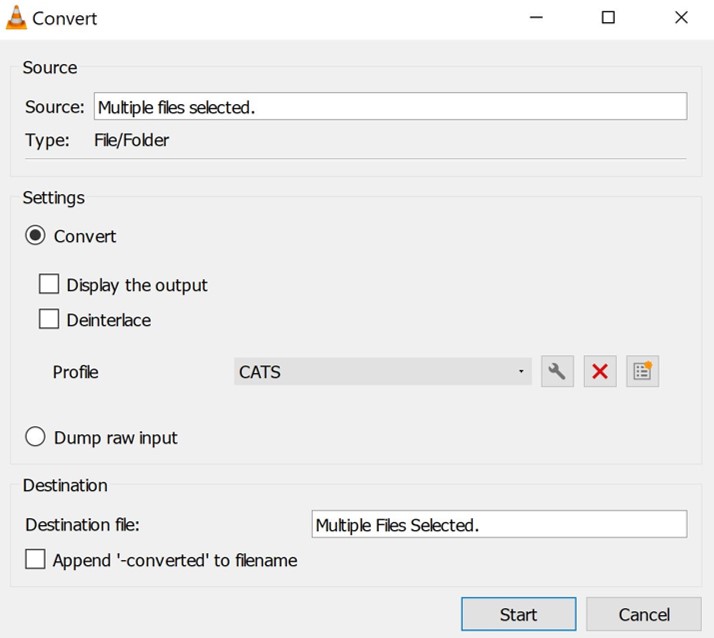 Convert
Source
Source: Multiple files selected.
Type: File/Folder
Settings
Convert
Display the output
Deinterlace
Profile CATS
Dump raw input
Destination
Destination file: Multiple Files Selected.
Append '-converted' to filename
Start Cancel